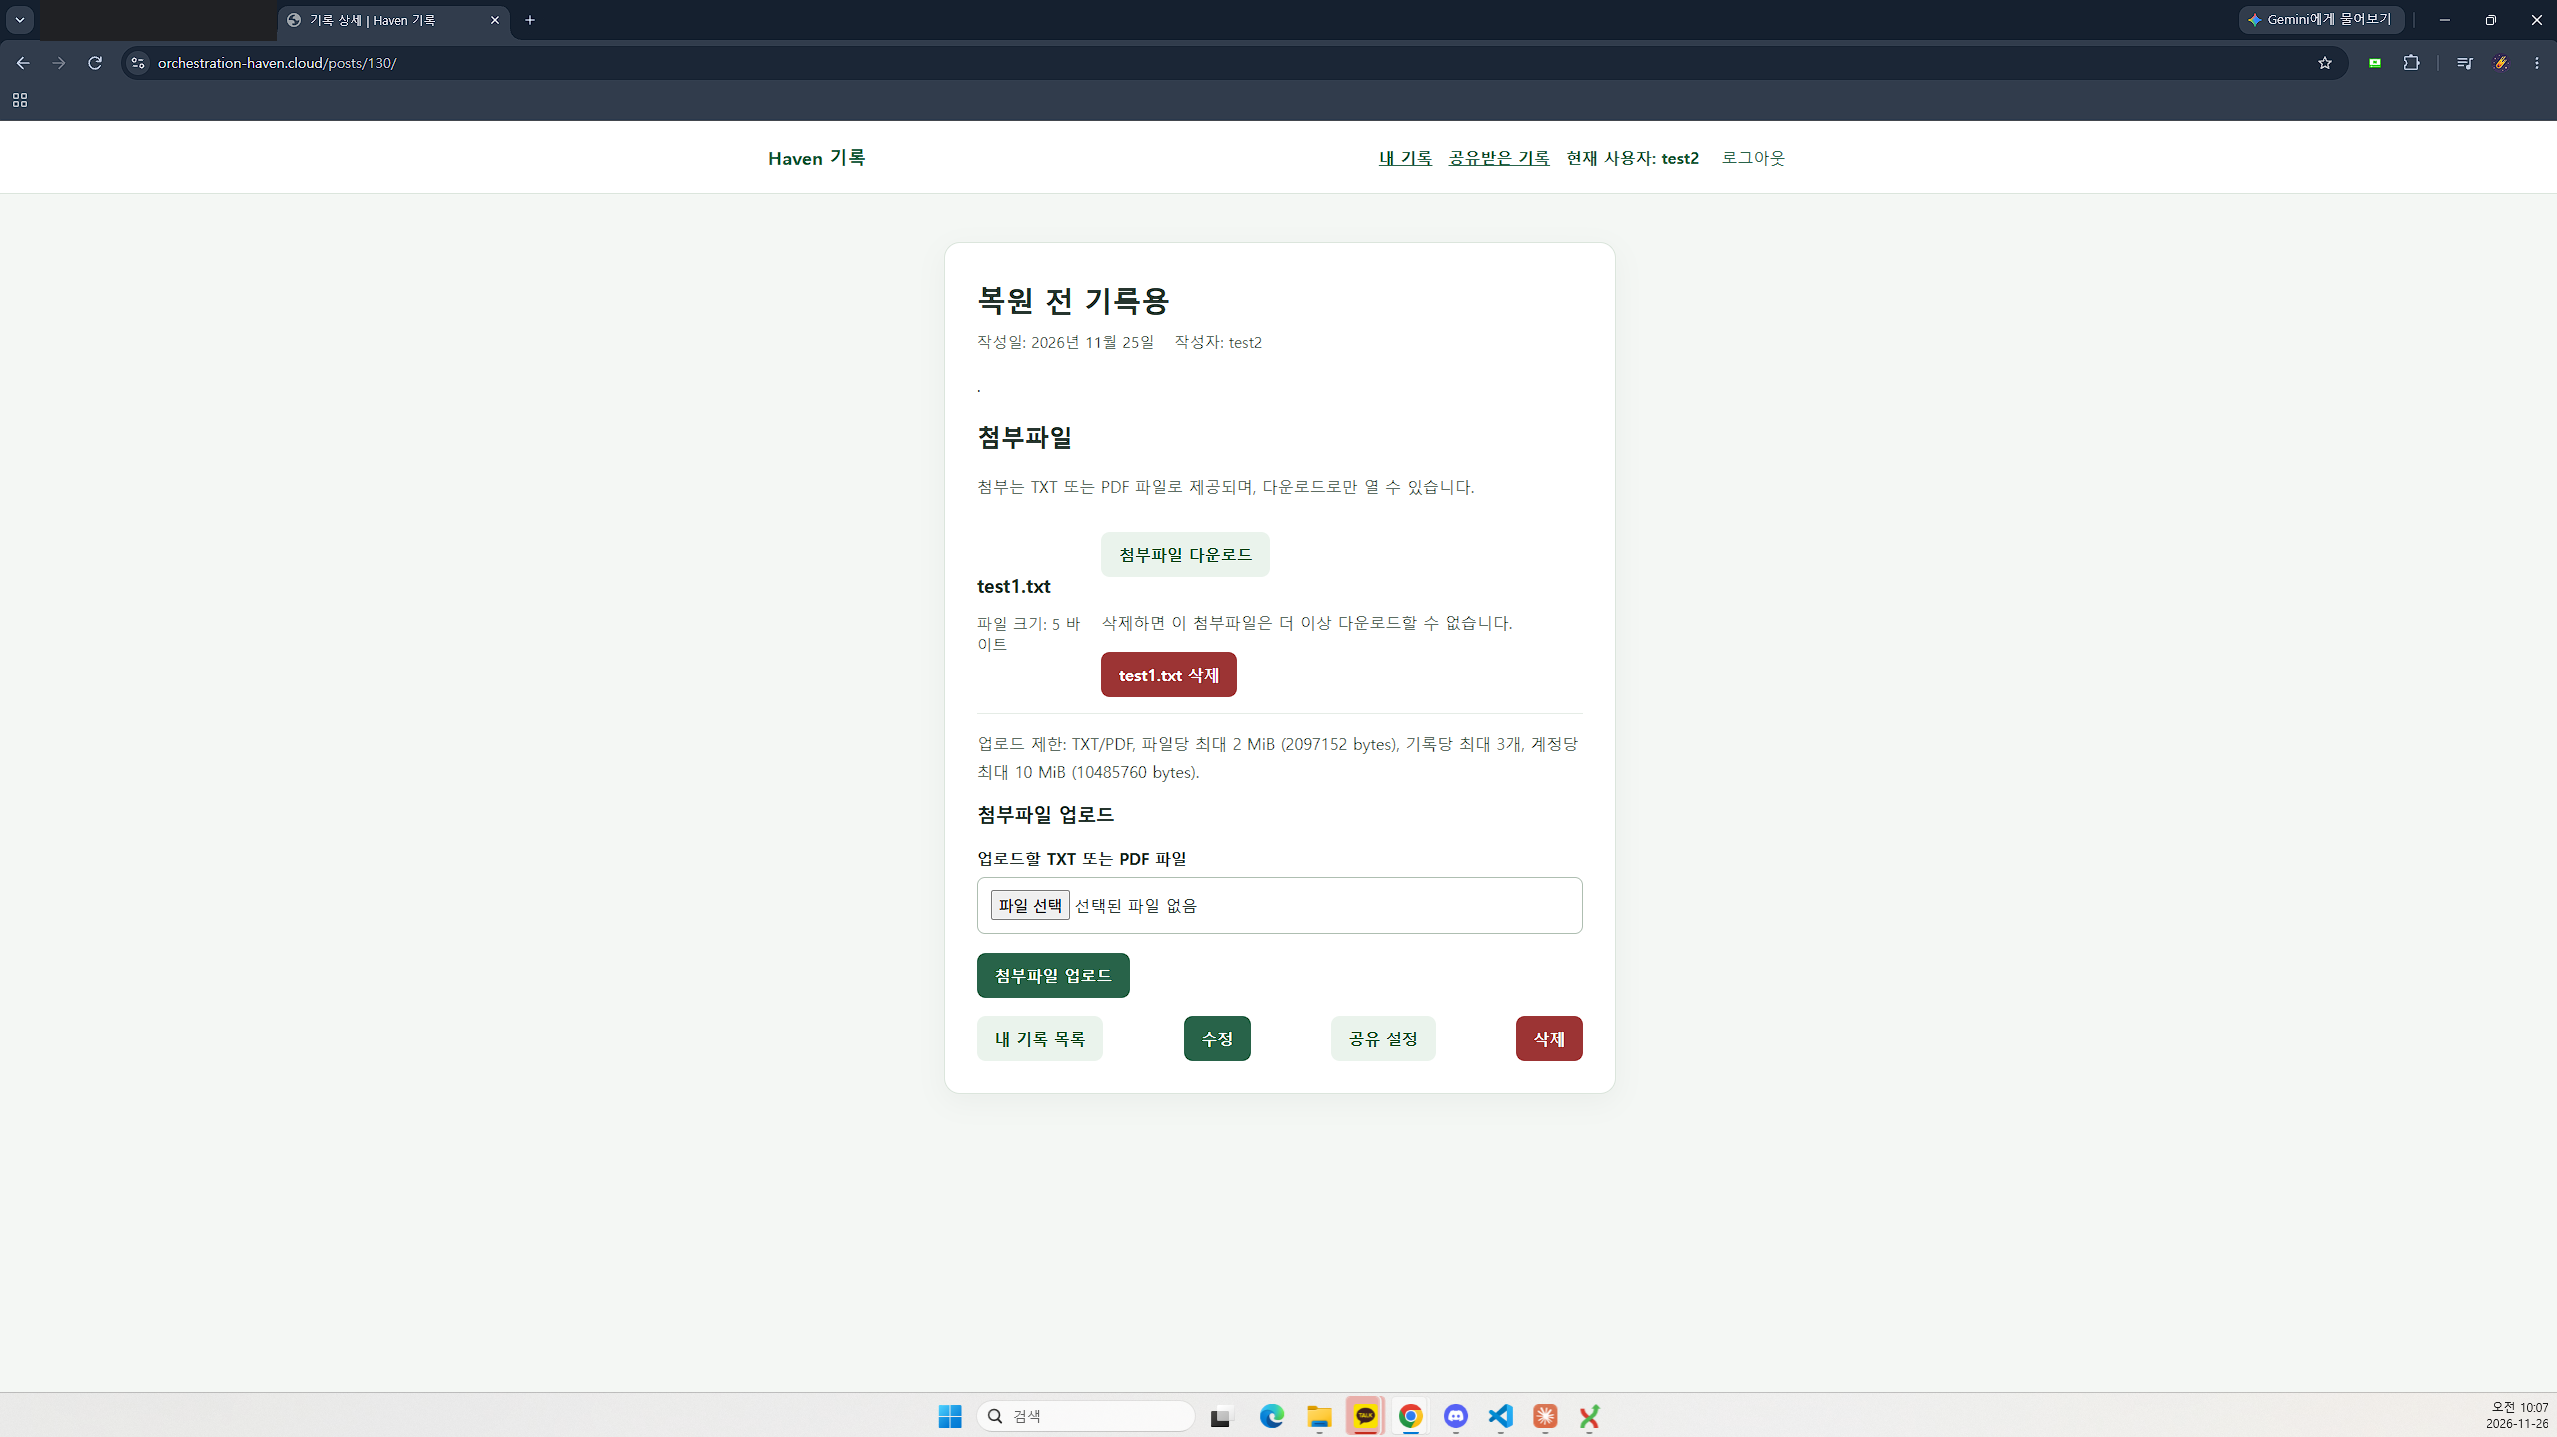 기록 상세 | Haven 기록
Gemini에게 물어보기
orchestration-haven.cloud/posts/130/
Haven 기록
내 기록 공유받은 기록 현재 사용자: test2 로그아웃
복원 전 기록용
작성일: 2026년 11월 25일 작성자: test2
.
첨부파일
첨부는 TXT 또는 PDF 파일로 제공되며, 다운로드로만 열 수 있습니다.
첨부파일 다운로드
test1.txt
파일 크기: 5 바
이트
삭제하면 이 첨부파일은 더 이상 다운로드할 수 없습니다.
test1.txt 삭제
업로드 제한: TXT/PDF, 파일당 최대 2 MiB (2097152 bytes), 기록당 최대 3개, 계정당
최대 10 MiB (10485760 bytes).
첨부파일 업로드
업로드할 TXT 또는 PDF 파일
파일 선택 선택된 파일 없음
첨부파일 업로드
내 기록 목록 수정 공유 설정 삭제
검색
TALK
오전 10:07
2026-11-26